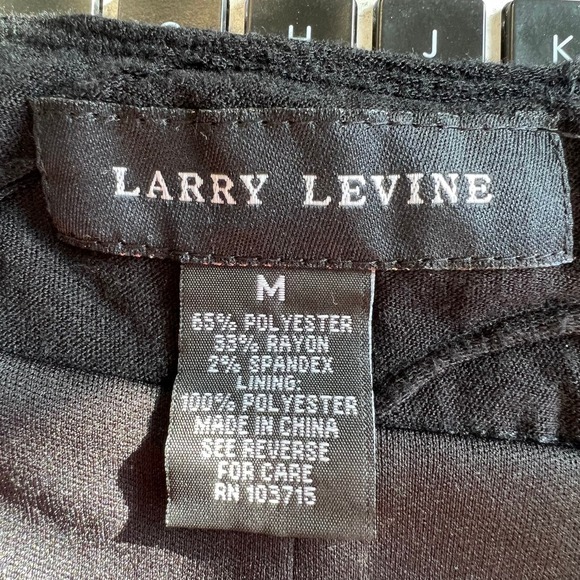 G H J K
LARRY LEVINE
M
65% POLYESTER
33% RAYON
2% SPANDEX
LINING:
100% POLYESTER
MADE IN CHINA
SEE REVERSE
FOR CARE
RN 103715